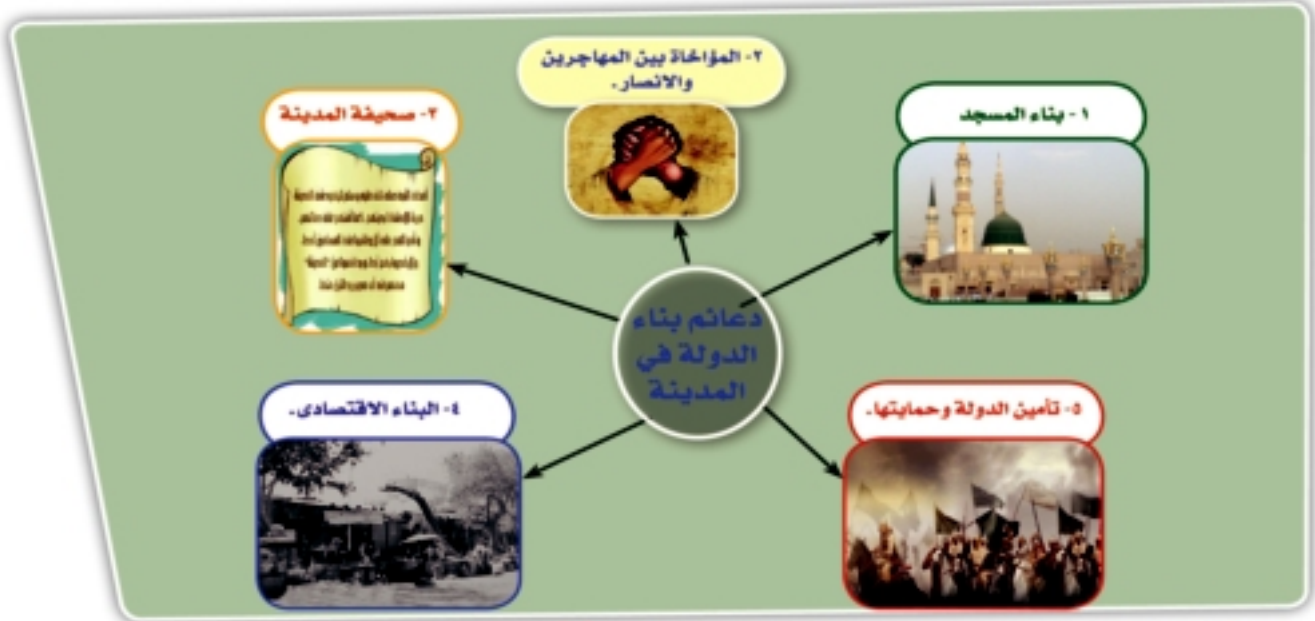 دعائم بناء
الدولة في
المدينة
١- بناء المسجد
٢- المؤاخاة بين المهاجرين
والانصار.
٣- صحيفة المدينة
٤- البناء الاقتصادى.
٥- تأمين الدولة وحمايتها.